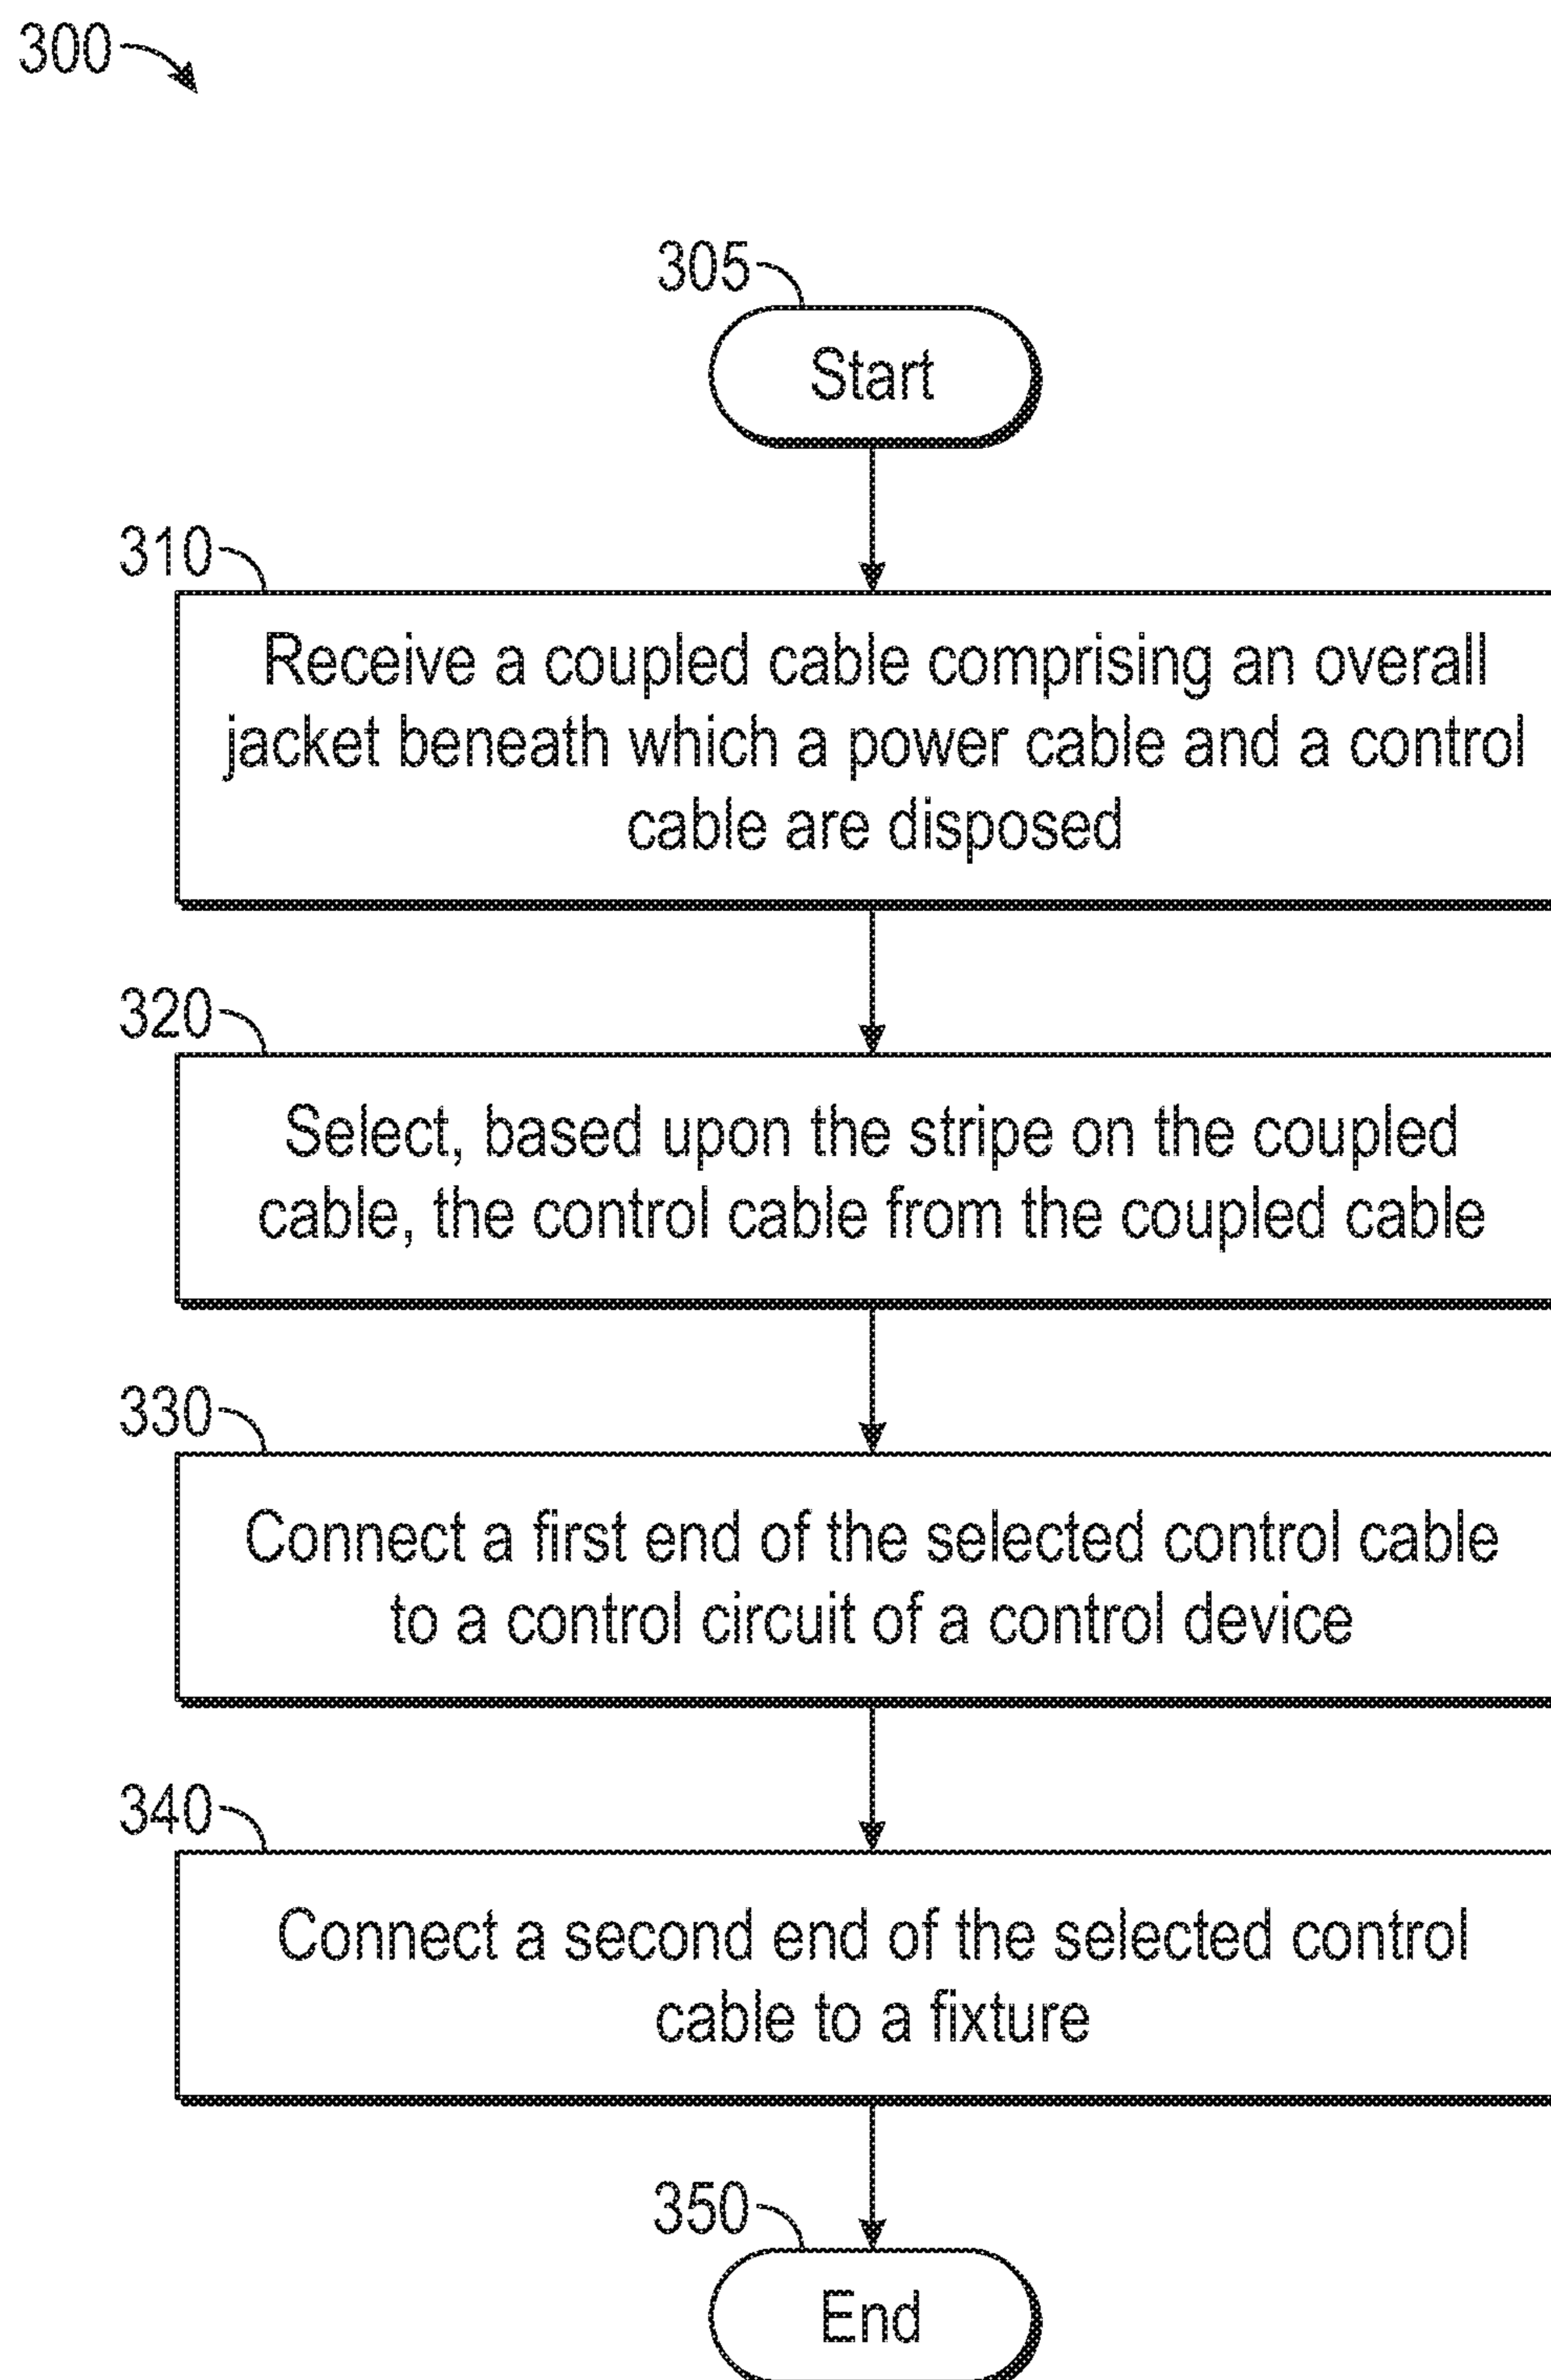 300
305
Start
310
Receive a coupled cable comprising an overall
jacket beneath which a power cable and a control
cable are disposed
320
Select, based upon the stripe on the coupled
cable, the control cable from the coupled cable
330
Connect a first end of the selected control cable
to a control circuit of a control device
340
Connect a second end of the selected control
cable to a fixture
350
End